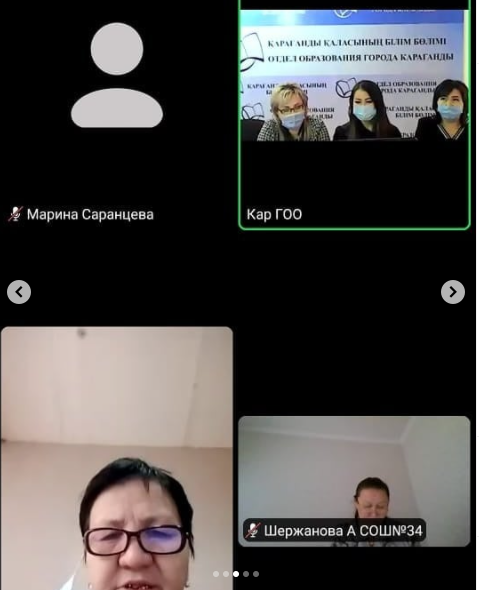 ҚАРАҒАНДЫ ҚАЛАСЫНЫҢ БІЛІМ БӨЛІМІ
ОТДЕЛ ОБРАЗОВАНИЯ ГОРОДА КАРАГАНДЫ
Марина Саранцева
Кар ГОО
Шержанова А СОШ№34